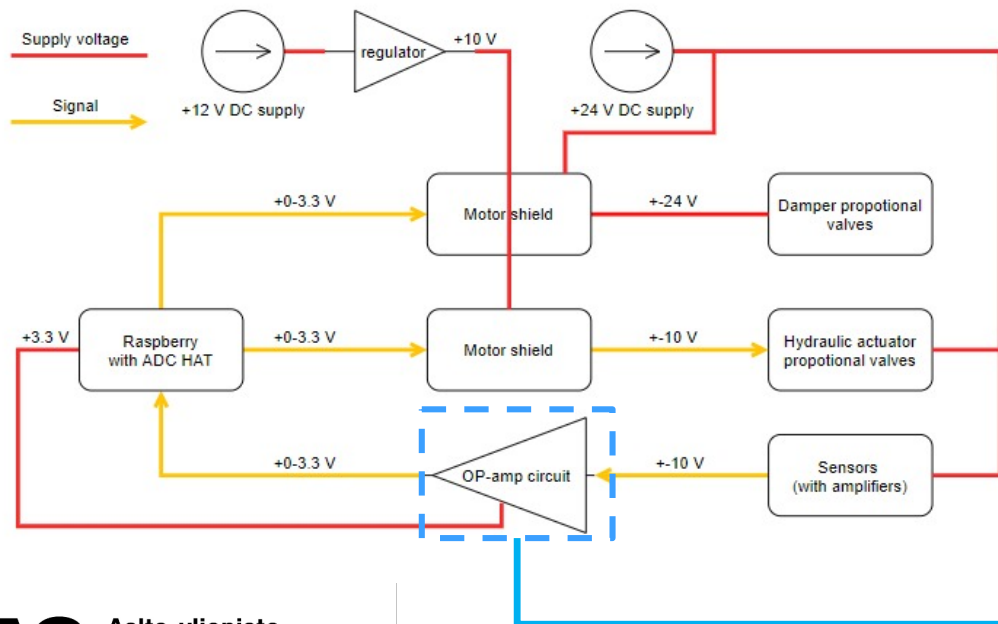 Supply voltage
Signal
+12 V DC supply
regulator
+10 V
+24 V DC supply
+0-3.3 V
Motor shield
+-24 V
Damper propotional
valves
+3.3 V
Raspberry
with ADC HAT
+0-3.3 V
Motor shield
+-10 V
Hydraulic actuator
propotional valves
+0-3.3 V
OP-amp circuit
+-10 V
Sensors
(with amplifiers)